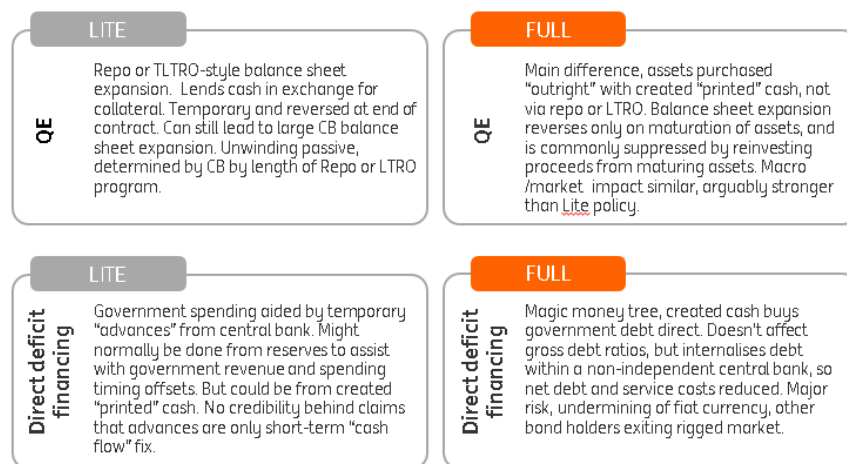 LITE
QE
Repo or TLTRO-style balance sheet
expansion. Lends cash in exchange for
collateral. Temporary and reversed at end of
contract. Can still lead to large CB balance
sheet expansion. Unwinding passive,
determined by CB by length of Repo or LTRO
program.
FULL
QE
Main difference, assets purchased
"outright" with created "printed" cash, not
via repo or LTRO. Balance sheet expansion
reverses only on maturation of assets, and
is commonly suppressed by reinvesting
proceeds from maturing assets. Macro
/market impact similar, arguably stronger
than Lite policy.
LITE
Direct deficit
financing
Government spending aided by temporary
"advances" from central bank. Might
normally be done from reserves to assist
with government revenue and spending
timing offsets. But could be from created
"printed" cash. No credibility behind claims
that advances are only short-term "cash
flow" fix.
FULL
Direct deficit
financing
Magic money tree, created cash buys
government debt direct. Doesn't affect
gross debt ratios, but internalises debt
within a non-independent central bank, so
net debt and service costs reduced. Major
risk, undermining of fiat currency, other
bond holders exiting rigged market.